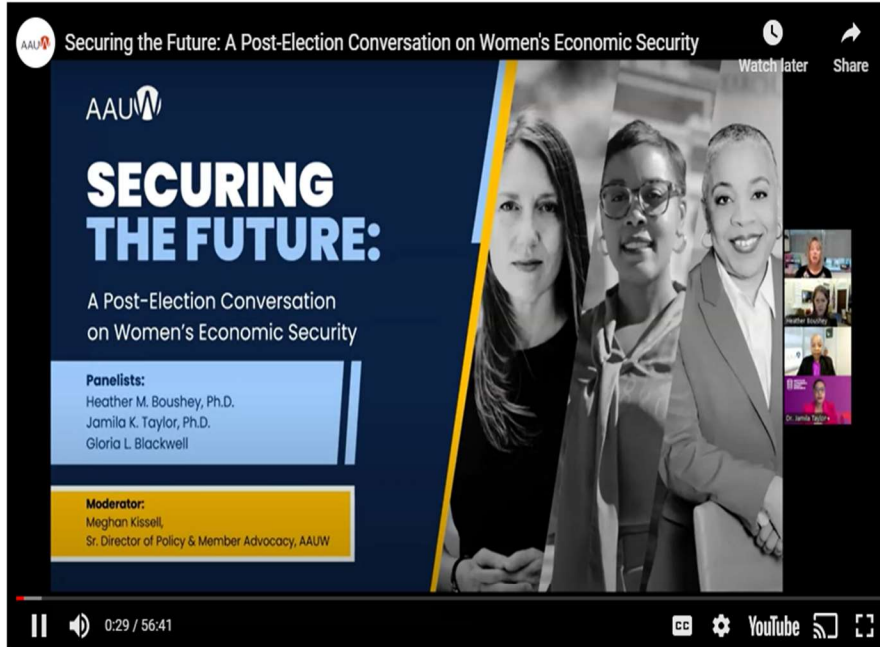 AAUW
Securing the Future: A Post-Election Conversation on Women's Economic Security
Watch later
Share
AAUW
SECURING
THE FUTURE:
A Post-Election Conversation
on Women's Economic Security
Panelists:
Heather M. Boushey, Ph.D.
Jamila K. Taylor, Ph.D.
Gloria L. Blackwell
Moderator:
Meghan Kissell,
Sr. Director of Policy & Member Advocacy, AAUW
Heather Boushey
Dr. Jamila Taylor
0:29 / 56:41
CC
YouTube